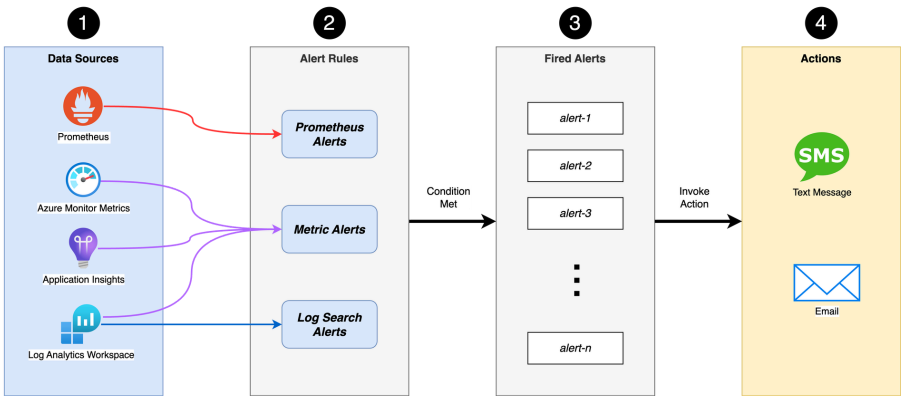 1
2
3
4
Data Sources
Alert Rules
Fired Alerts
Actions
Prometheus
Azure Monitor Metrics
Application Insights
Log Analytics Workspace
Prometheus
Alerts
Metric Alerts
Log Search
Alerts
Condition
Met
alert-1
alert-2
alert-3
alert-n
Invoke
Action
SMS
Text Message
Email